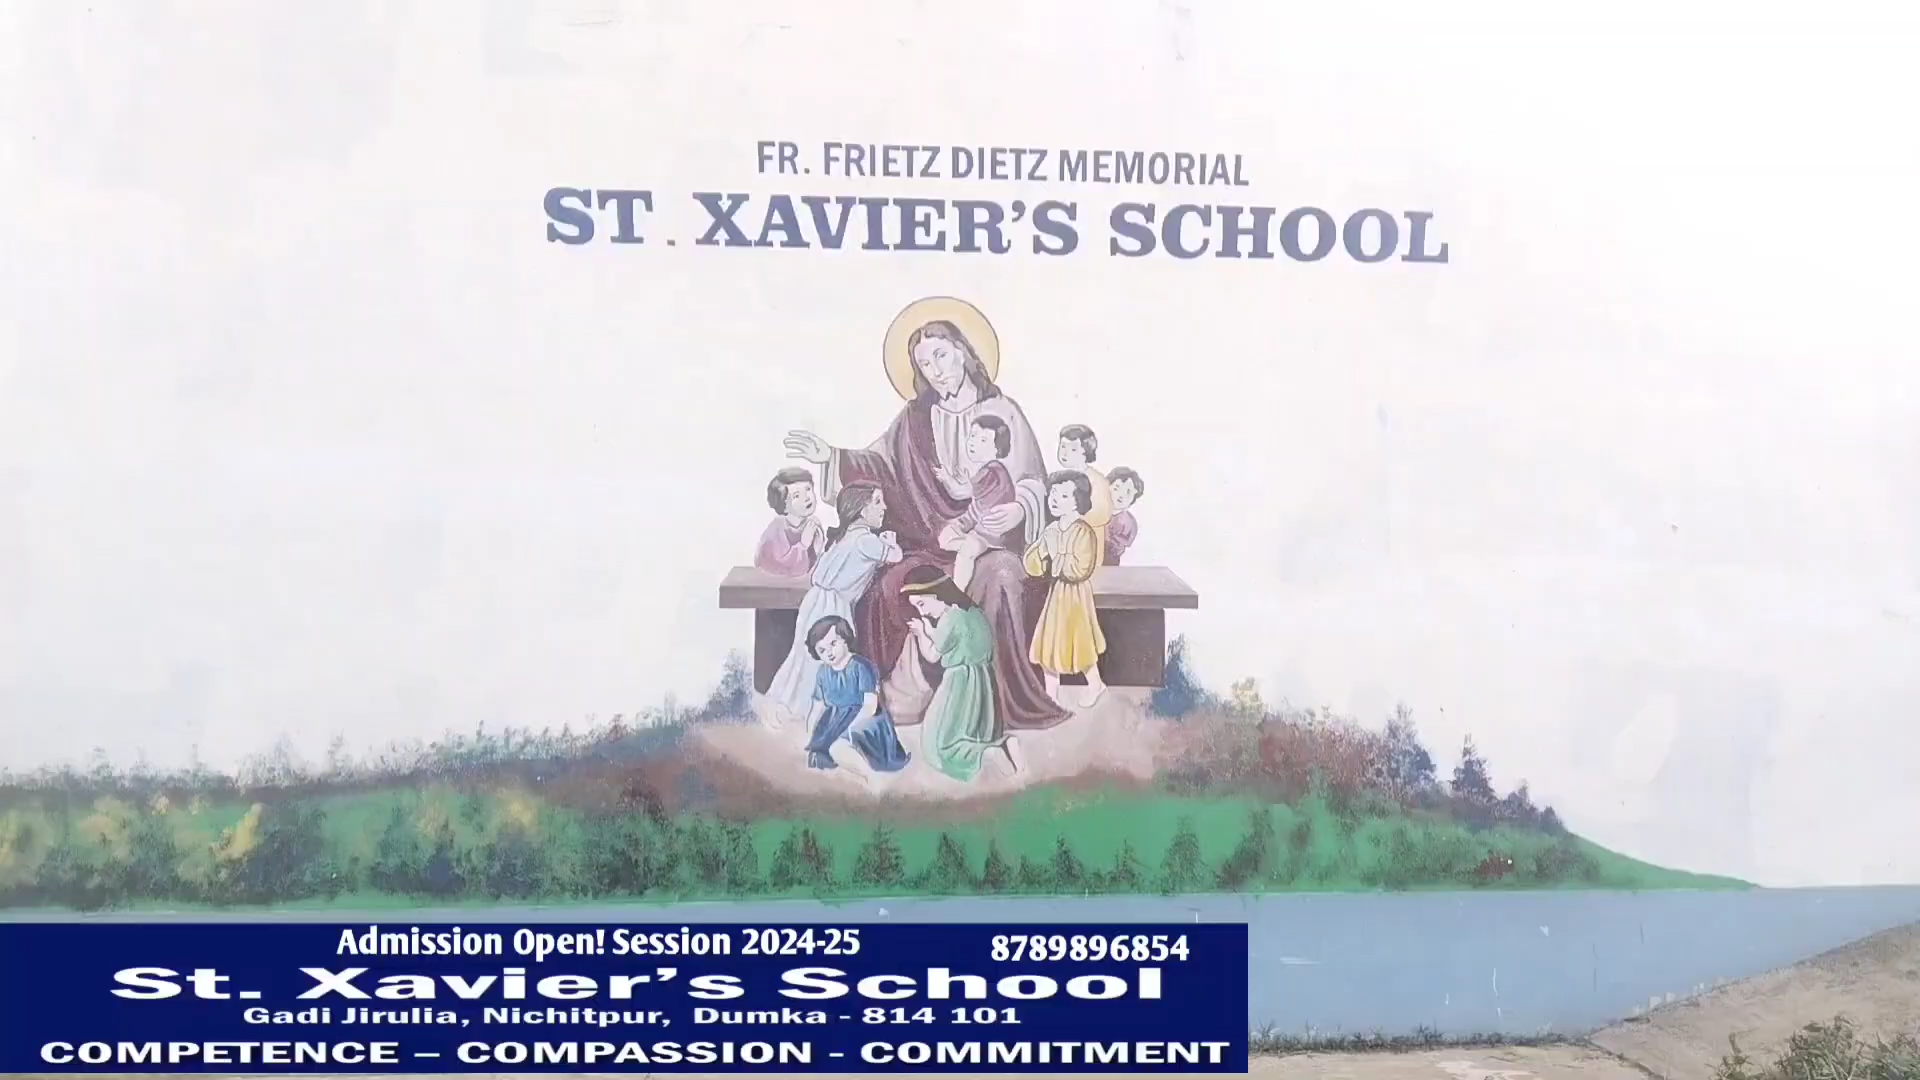 FR. FRIETZ DIETZ MEMORIAL
ST. XAVIER'S SCHOOL
Admission Open! Session 2024-25 8789896854
St. Xavier's School
Gadi Jirulia, Nichitpur, Dumka - 814 101
COMPETENCE – COMPASSION - COMMITMENT